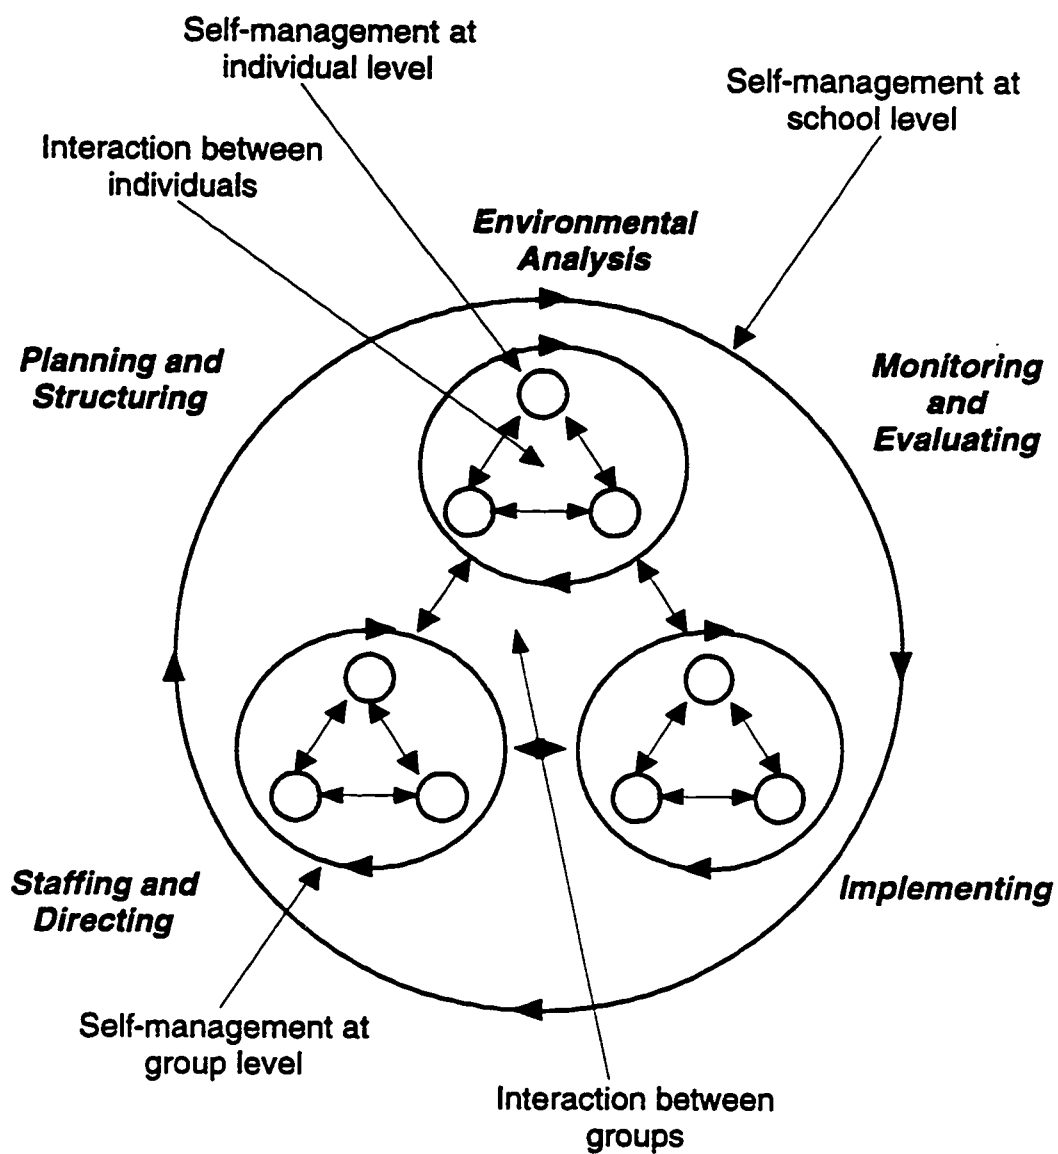 Self-management at
individual level
Self-management at
school level
Interaction between
individuals
Environmental
Analysis
Planning and
Structuring
Monitoring
and
Evaluating
Staffing and
Directing
Implementing
Self-management at
group level
Interaction between
groups